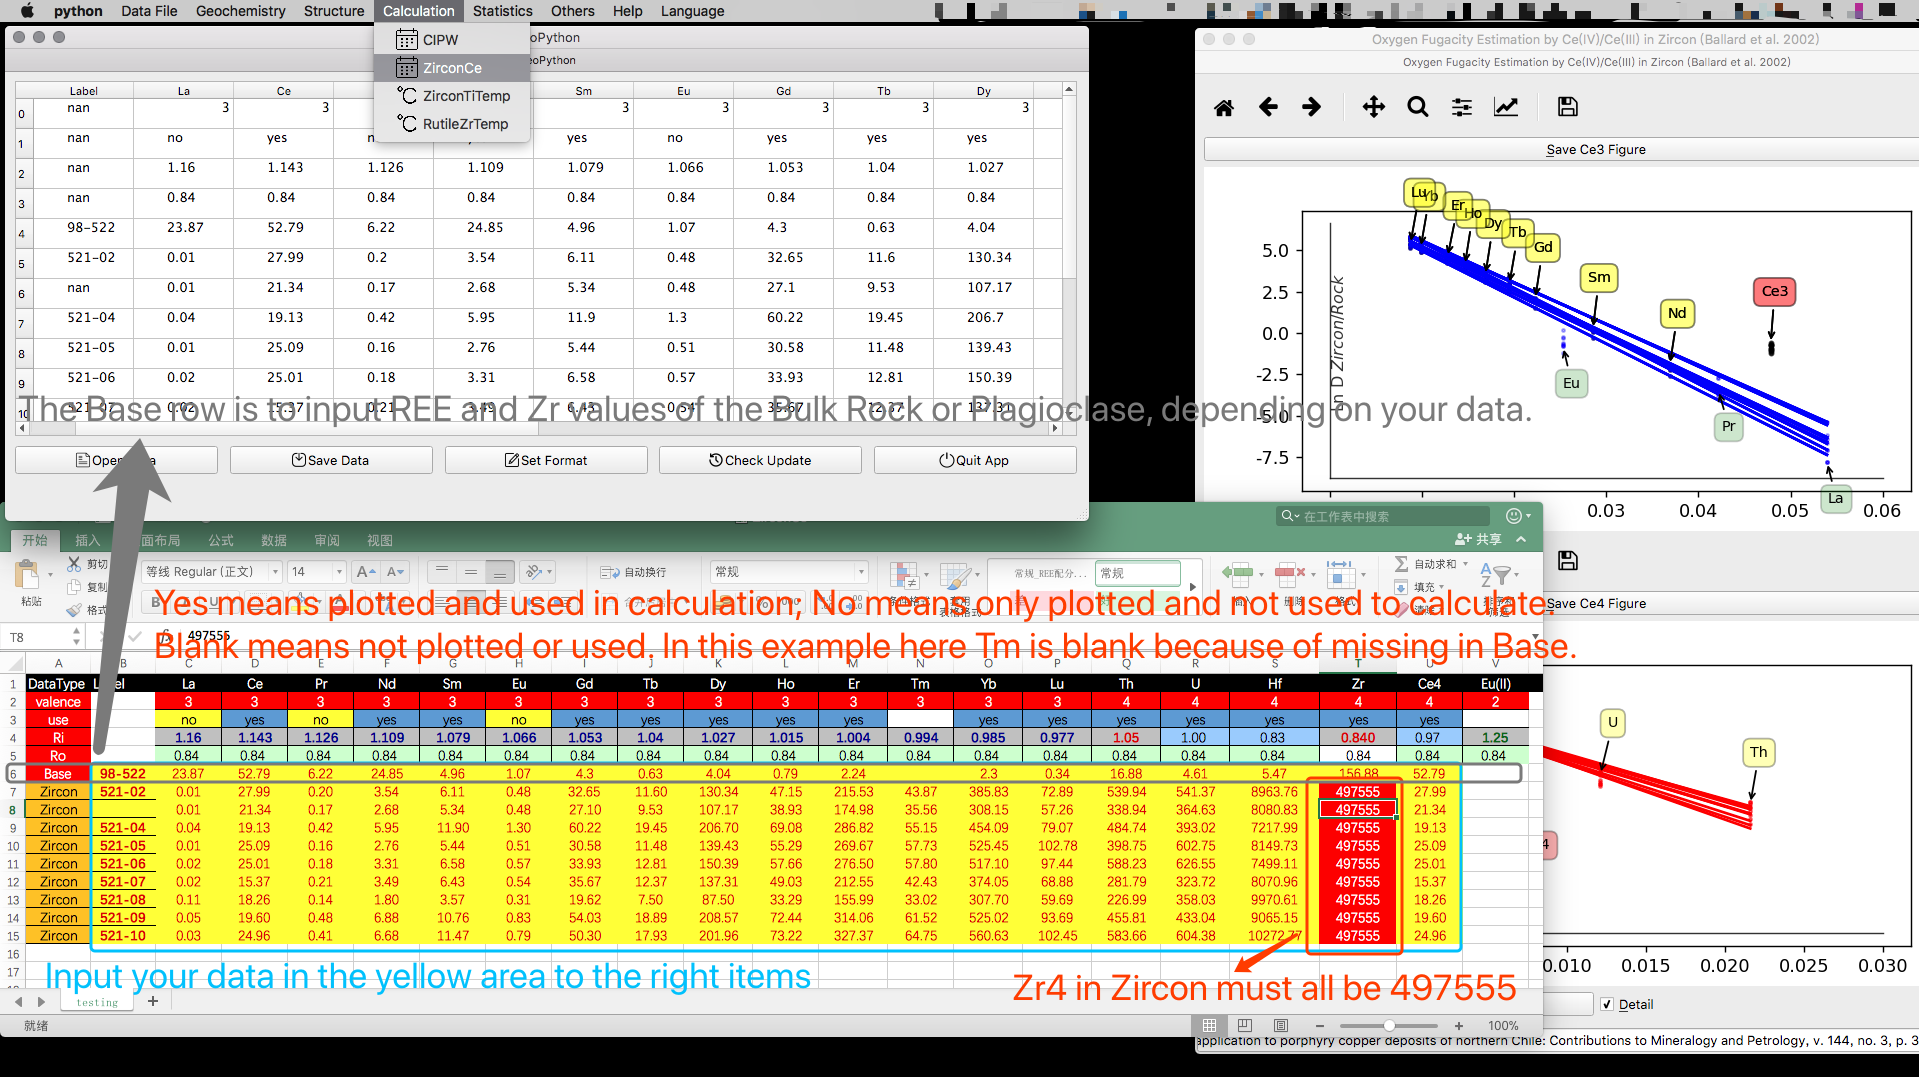 python Data File Geochemistry Structure Calculation Statistics Others Help Language
CIPW
ZirconCe
ZirconTiTemp
RutileZrTemp
oPython
eoPython
Label La Ce Sm Eu Gd Tb Dy
0 nan 3 3 3 3 3 3 3
1 nan no yes yes no yes yes yes
2 nan 1.16 1.143 1.126 1.109 1.079 1.066 1.053 1.04 1.027
3 nan 0.84 0.84 0.84 0.84 0.84 0.84 0.84 0.84 0.84
4 98-522 23.87 52.79 6.22 24.85 4.96 1.07 4.3 0.63 4.04
5 521-02 0.01 27.99 0.2 3.54 6.11 0.48 32.65 11.6 130.34
6 nan 0.01 21.34 0.17 2.68 5.34 0.48 27.1 9.53 107.17
7 521-04 0.04 19.13 0.42 5.95 11.9 1.3 60.22 19.45 206.7
8 521-05 0.01 25.09 0.16 2.76 5.44 0.51 30.58 11.48 139.43
9 521-06 0.02 25.01 0.18 3.31 6.58 0.57 33.93 12.81 150.39
10 521-07 0.02 15.37 0.21 3.49 6.43 0.54 35.67 12.37 137.31
The Base row is to input REE and Zr values of the Bulk Rock or Plagioclase, depending on your data.
Save Data Set Format Check Update Quit App
Oxygen Fugacity Estimation by Ce(IV)/Ce(III) in Zircon (Ballard et al. 2002)
Oxygen Fugacity Estimation by Ce(IV)/Ce(III) in Zircon (Ballard et al. 2002)
Save Ce3 Figure
Lu Yb Er Ho Dy Tb Gd Sm Nd Ce3 Eu Pr La
5.0
2.5
0.0
-2.5
-5.0
-7.5
Ln D Zircon/Rock
0.03 0.04 0.05 0.06
在工作表中搜索
开始 插入 页面布局 公式 数据 审阅 视图 共享
粘贴 剪切 复制 格式
等线 Regular (正文) 14 自动换行 常规 常规_REE配分... 常规 自动求和 填充
Yes means plotted and used in calculation, No means only plotted and not used to calculate.
Blank means not plotted or used. In this example here Tm is blank because of missing in Base.
T8 fx 497555
A B C D E F G H I J K L M N O P Q R S T U V
1 DataType Label La Ce Pr Nd Sm Eu Gd Tb Dy Ho Er Tm Yb Lu Th U Hf Zr Ce4 Eu(II)
2 valence 3 3 3 3 3 3 3 3 3 3 3 3 3 3 4 4 4 4 4 2
3 use no yes no yes yes no yes yes yes yes yes yes yes yes yes yes yes yes
4 Ri 1.16 1.143 1.126 1.109 1.079 1.066 1.053 1.04 1.027 1.015 1.004 0.994 0.985 0.977 1.05 1.00 0.83 0.840 0.97 1.25
5 Ro 0.84 0.84 0.84 0.84 0.84 0.84 0.84 0.84 0.84 0.84 0.84 0.84 0.84 0.84 0.84 0.84 0.84 0.84 0.84 0.84
6 Base 98-522 23.87 52.79 6.22 24.85 4.96 1.07 4.3 0.63 4.04 0.79 2.24 2.3 0.34 16.88 4.61 5.47 156.88 52.79
7 Zircon 521-02 0.01 27.99 0.20 3.54 6.11 0.48 32.65 11.60 130.34 47.15 215.53 43.87 385.83 72.89 539.94 541.37 8963.76 497555 27.99
8 Zircon 0.01 21.34 0.17 2.68 5.34 0.48 27.10 9.53 107.17 38.93 174.98 35.56 308.15 57.26 338.94 364.63 8080.83 497555 21.34
9 Zircon 521-04 0.04 19.13 0.42 5.95 11.90 1.30 60.22 19.45 206.70 69.08 286.82 55.15 454.09 79.07 484.74 393.02 7217.99 497555 19.13
10 Zircon 521-05 0.01 25.09 0.16 2.76 5.44 0.51 30.58 11.48 139.43 55.29 269.67 57.73 525.45 102.78 398.75 602.75 8149.73 497555 25.09
11 Zircon 521-06 0.02 25.01 0.18 3.31 6.58 0.57 33.93 12.81 150.39 57.66 276.50 57.80 517.10 97.44 588.23 626.55 7499.11 497555 25.01
12 Zircon 521-07 0.02 15.37 0.21 3.49 6.43 0.54 35.67 12.37 137.31 49.03 212.55 42.43 374.05 68.88 281.79 323.72 8070.96 497555 15.37
13 Zircon 521-08 0.11 18.26 0.14 1.80 3.57 0.31 19.62 7.50 87.50 33.29 155.99 33.02 307.70 59.69 226.99 358.03 9970.61 497555 18.26
14 Zircon 521-09 0.05 19.60 0.48 6.88 10.76 0.83 54.03 18.89 208.57 72.44 314.06 61.52 525.02 93.69 455.81 433.04 9065.15 497555 19.60
15 Zircon 521-10 0.03 24.96 0.41 6.68 11.47 0.79 50.30 17.93 201.96 73.22 327.37 64.75 560.63 102.45 583.66 604.38 10272.77 497555 24.96
16
17
Input your data in the yellow area to the right items
Zr4 in Zircon must all be 497555
testing
就绪 100%
Save Ce4 Figure
U Th
4
0.010 0.015 0.020 0.025 0.030
Detail
application to porphyry copper deposits of northern Chile: Contributions to Mineralogy and Petrology, v. 144, no. 3, p. 3